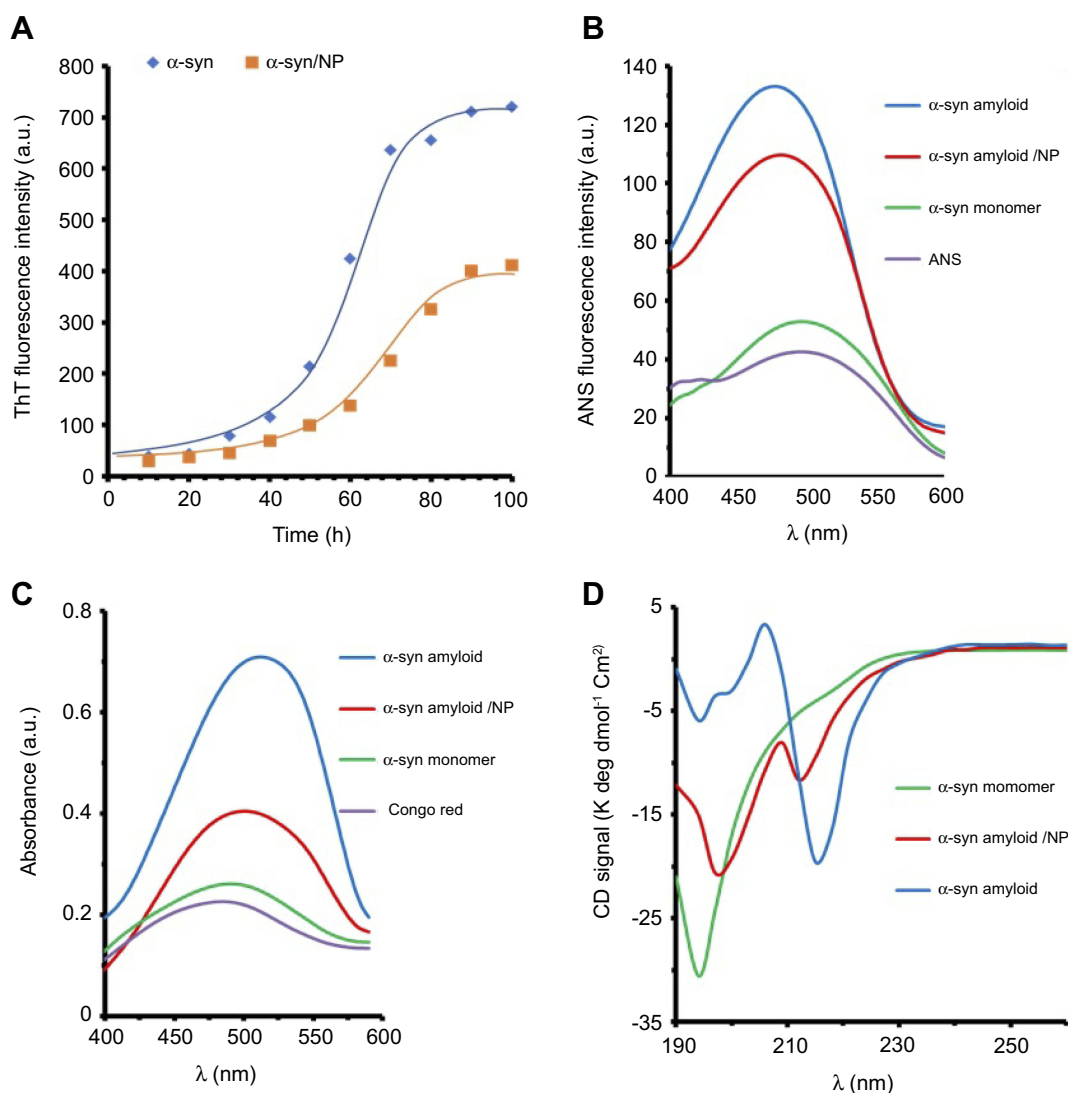 A
α-syn
α-syn/NP
800
700
600
500
400
300
200
100
0
0
20
40
60
80
100
ThT fluorescence intensity (a.u.)
Time (h)
B
140
120
100
80
60
40
20
0
400
450
500
550
600
ANS fluorescence intensity (a.u.)
λ (nm)
α-syn amyloid
α-syn amyloid /NP
α-syn monomer
ANS
C
0.8
0.6
0.4
0.2
0
400
450
500
550
600
Absorbance (a.u.)
λ (nm)
α-syn amyloid
α-syn amyloid /NP
α-syn monomer
Congo red
D
5
-5
-15
-25
-35
190
210
230
250
CD signal (K deg dmol⁻¹ Cm²)
λ (nm)
α-syn momomer
α-syn amyloid /NP
α-syn amyloid